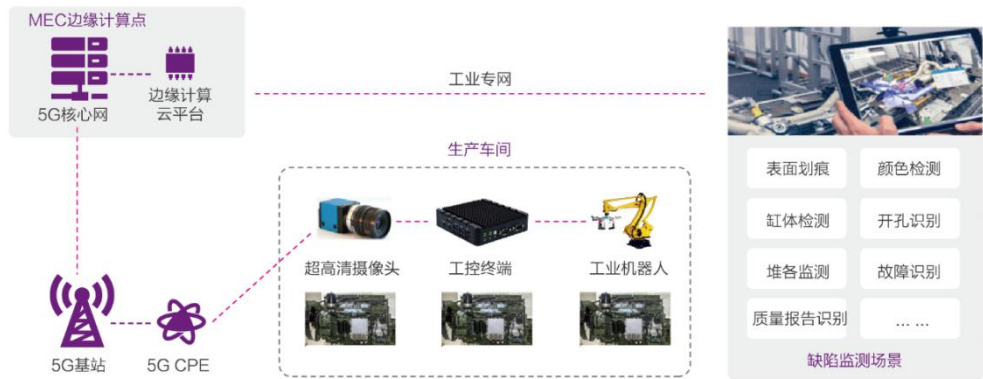 MEC边缘计算点
5G核心网
边缘计算
云平台
工业专网
生产车间
超高清摄像头
工控终端
工业机器人
5G基站
5G CPE
表面划痕
颜色检测
缸体检测
开孔识别
堆各监测
故障识别
质量报告识别
... ...
缺陷监测场景